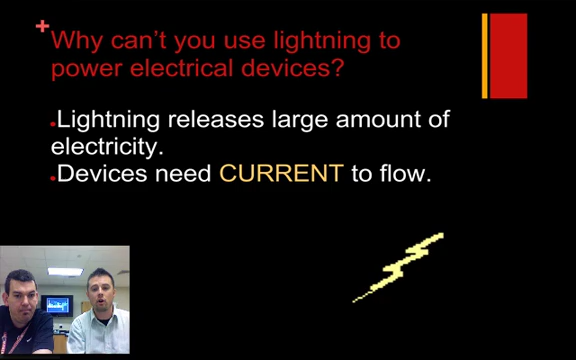 Why can't you use lightning to
power electrical devices?
Lightning releases large amount of
electricity.
Devices need CURRENT to flow.